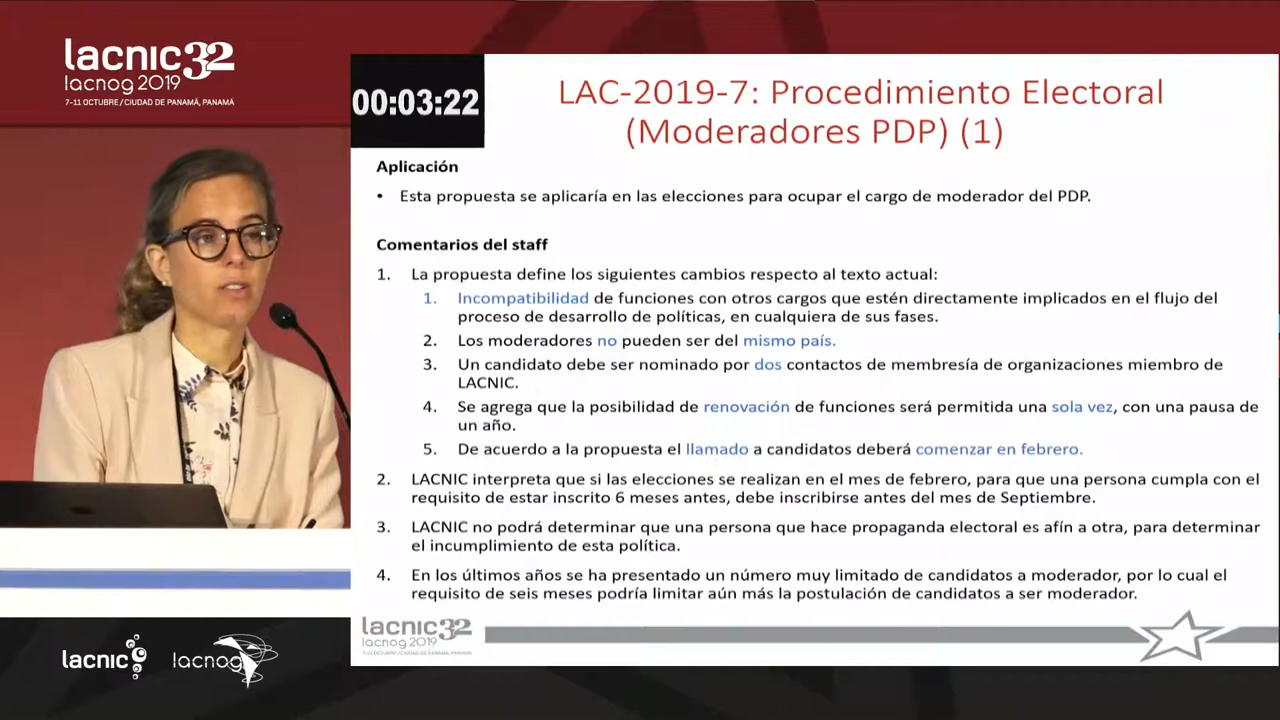 lacnic32
lacnog 2019
7-11 OCTUBRE / CIUDAD DE PANAMÁ, PANAMÁ
00:03:22
LAC-2019-7: Procedimiento Electoral
(Moderadores PDP) (1)
Aplicación
• Esta propuesta se aplicaría en las elecciones para ocupar el cargo de moderador del PDP.
Comentarios del staff
1. La propuesta define los siguientes cambios respecto al texto actual:
1. Incompatibilidad de funciones con otros cargos que estén directamente implicados en el flujo del
proceso de desarrollo de políticas, en cualquiera de sus fases.
2. Los moderadores no pueden ser del mismo país.
3. Un candidato debe ser nominado por dos contactos de membresía de organizaciones miembro de
LACNIC.
4. Se agrega que la posibilidad de renovación de funciones será permitida una sola vez, con una pausa de
un año.
5. De acuerdo a la propuesta el llamado a candidatos deberá comenzar en febrero.
2. LACNIC interpreta que si las elecciones se realizan en el mes de febrero, para que una persona cumpla con el
requisito de estar inscrito 6 meses antes, debe inscribirse antes del mes de Septiembre.
3. LACNIC no podrá determinar que una persona que hace propaganda electoral es afín a otra, para determinar
el incumplimiento de esta política.
4. En los últimos años se ha presentado un número muy limitado de candidatos a moderador, por lo cual el
requisito de seis meses podría limitar aún más la postulación de candidatos a ser moderador.
lacnic32
lacnog 2019
lacnic
lacnog